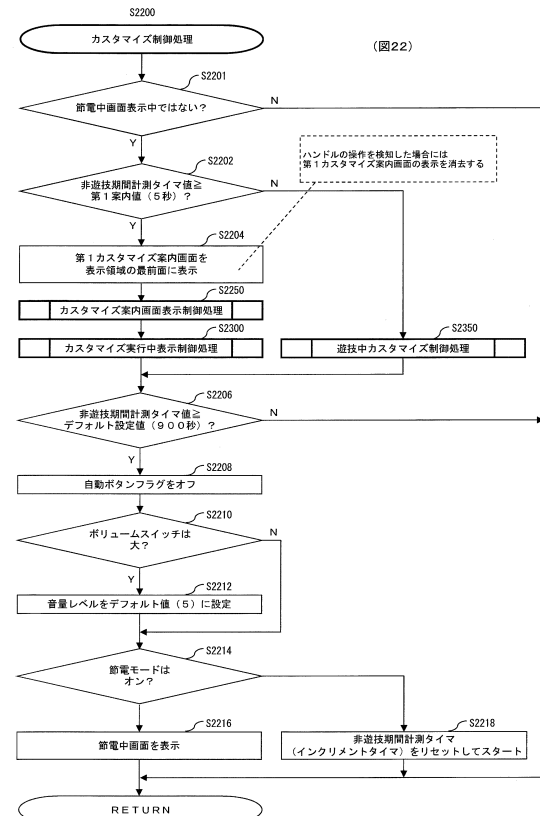 S2200
カスタマイズ制御処理
(図22)
S2201
節電中画面表示中ではない?
N
Y
S2202
非遊技期間計測タイマ値≧
第1案内値(5秒)?
N
Y
ハンドルの操作を検知した場合には
第1カスタマイズ案内画面の表示を消去する
S2204
第1カスタマイズ案内画面を
表示領域の最前面に表示
S2250
カスタマイズ案内画面表示制御処理
S2300
カスタマイズ実行中表示制御処理
S2350
遊技中カスタマイズ制御処理
S2206
非遊技期間計測タイマ値≧
デフォルト設定値(900秒)?
N
Y
S2208
自動ボタンフラグをオフ
S2210
ボリュームスイッチは
大?
N
Y
S2212
音量レベルをデフォルト値(5)に設定
S2214
節電モードは
オン?
S2216
節電中画面を表示
S2218
非遊技期間計測タイマ
(インクリメントタイマ)をリセットしてスタート
RETURN